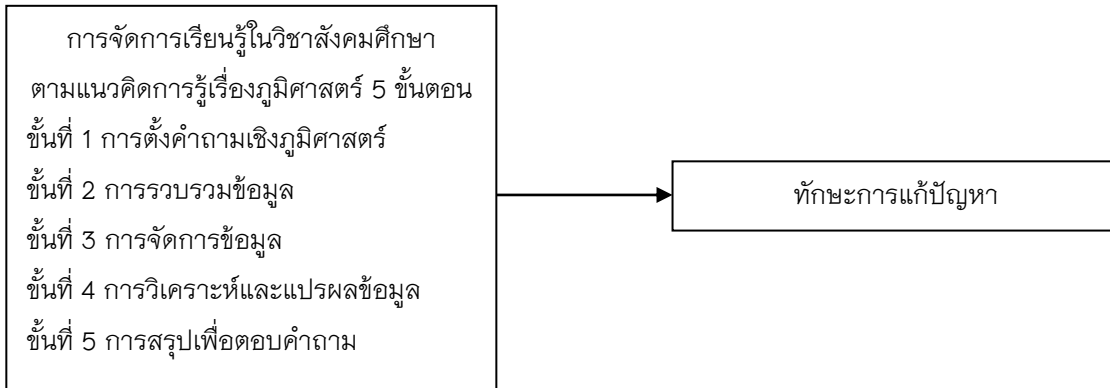 การจัดการเรียนรู้ในวิชาสังคมศึกษา
ตามแนวคิดการรู้เรื่องภูมิศาสตร์ 5 ขั้นตอน
ขั้นที่ 1 การตั้งคำถามเชิงภูมิศาสตร์
ขั้นที่ 2 การรวบรวมข้อมูล
ขั้นที่ 3 การจัดการข้อมูล
ขั้นที่ 4 การวิเคราะห์และแปรผลข้อมูล
ขั้นที่ 5 การสรุปเพื่อตอบคำถาม
ทักษะการแก้ปัญหา